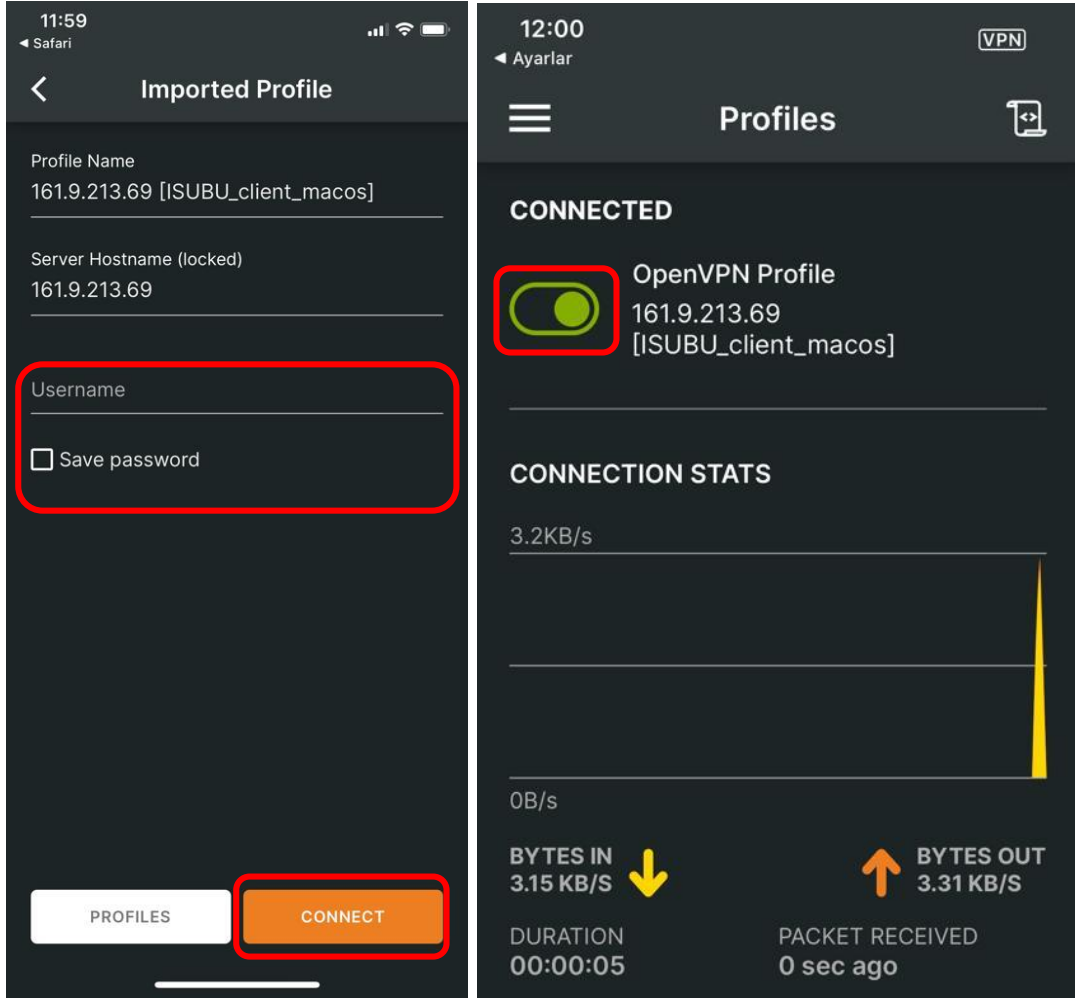 11:59
◄ Safari
Imported Profile
Profile Name
161.9.213.69 [ISUBU_client_macos]
Server Hostname (locked)
161.9.213.69
Username
Save password
PROFILES
CONNECT
12:00
VPN
◄ Ayarlar
Profiles
CONNECTED
OpenVPN Profile
161.9.213.69
[ISUBU_client_macos]
CONNECTION STATS
3.2KB/s
0B/s
BYTES IN
3.15 KB/S
BYTES OUT
3.31 KB/S
DURATION
00:00:05
PACKET RECEIVED
0 sec ago